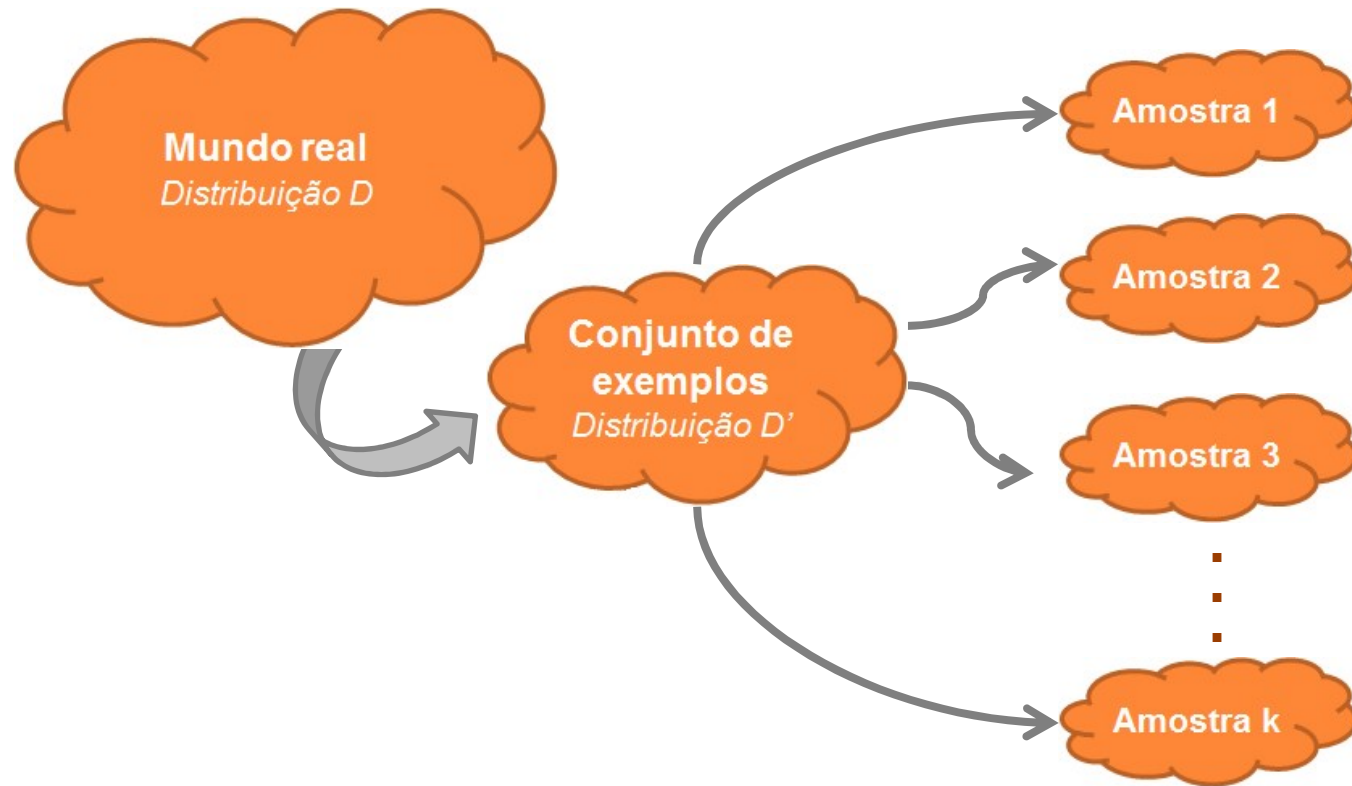 Mundo real
Distribuição D
Conjunto de
exemplos
Distribuição D’
Amostra 1
Amostra 2
Amostra 3
Amostra k